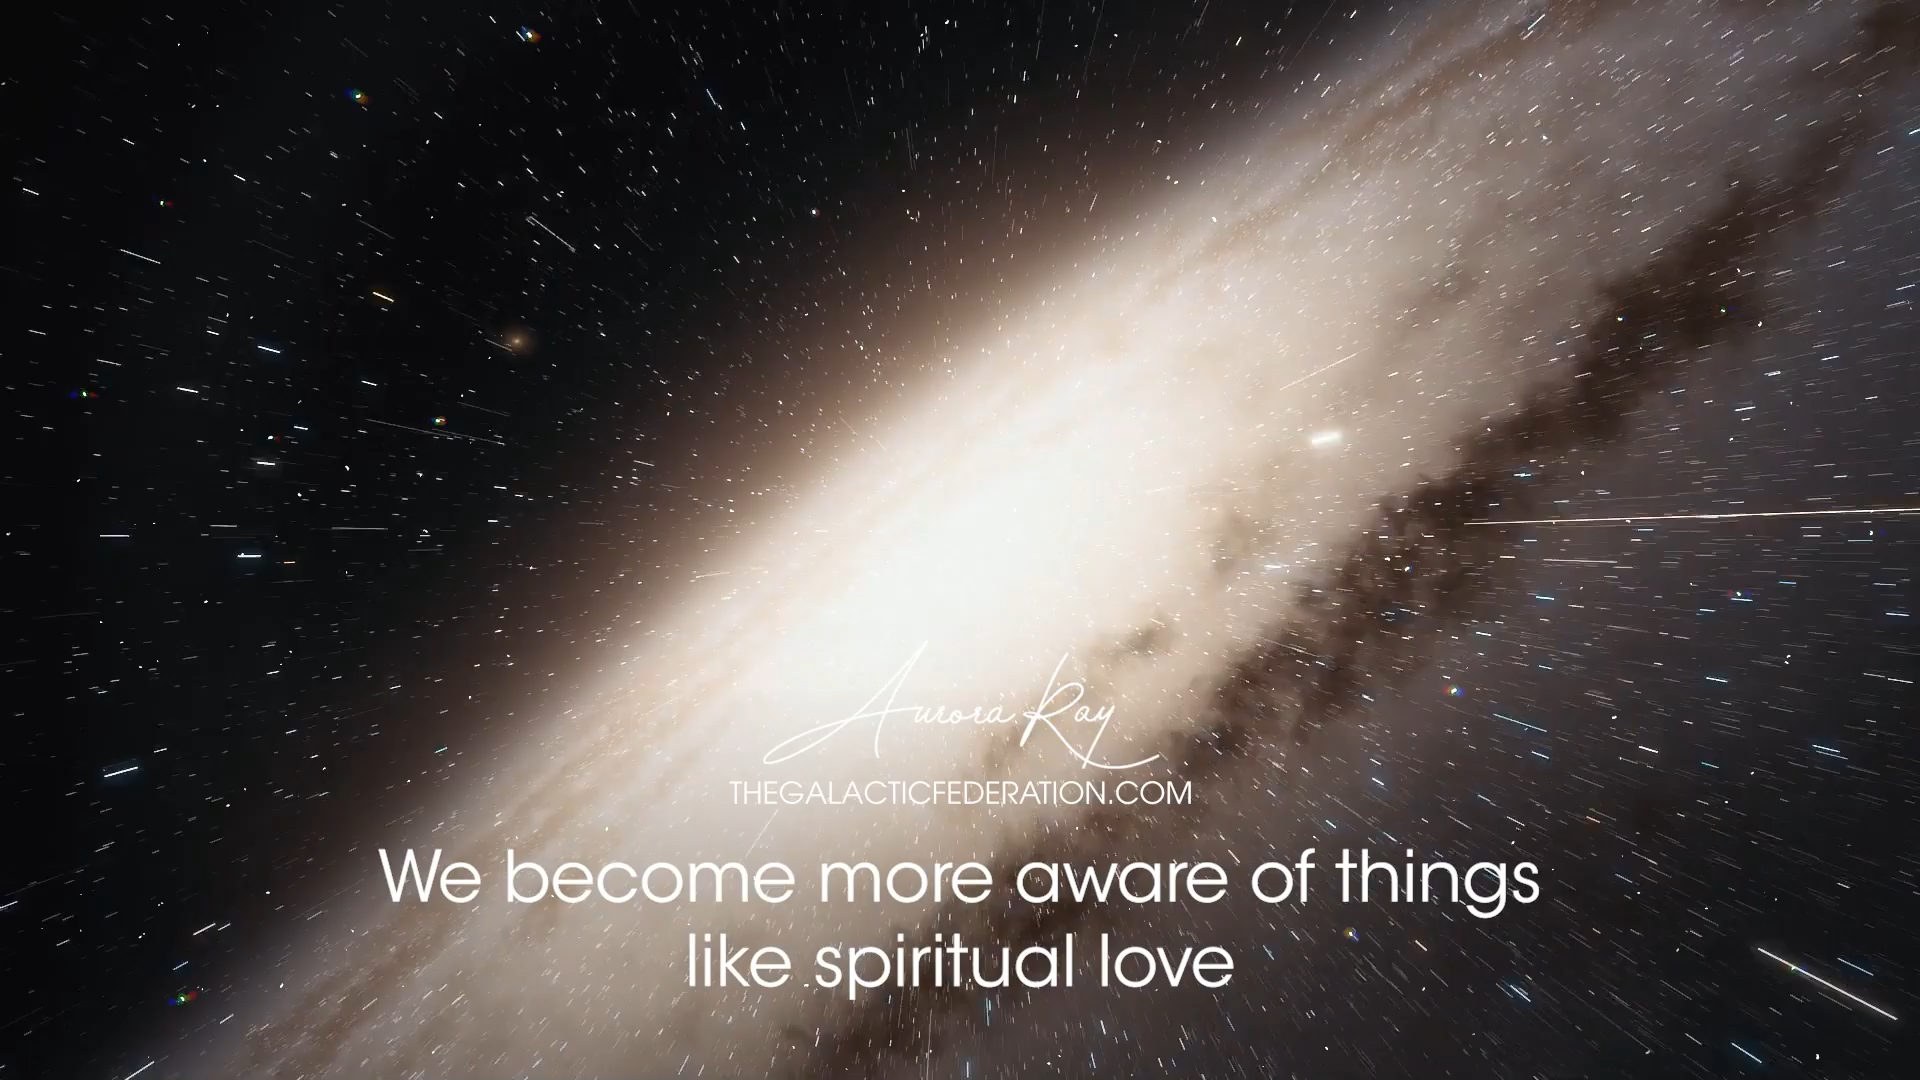 Aurora Ray
THEGALACTICFEDERATION.COM
We become more aware of things
like spiritual love